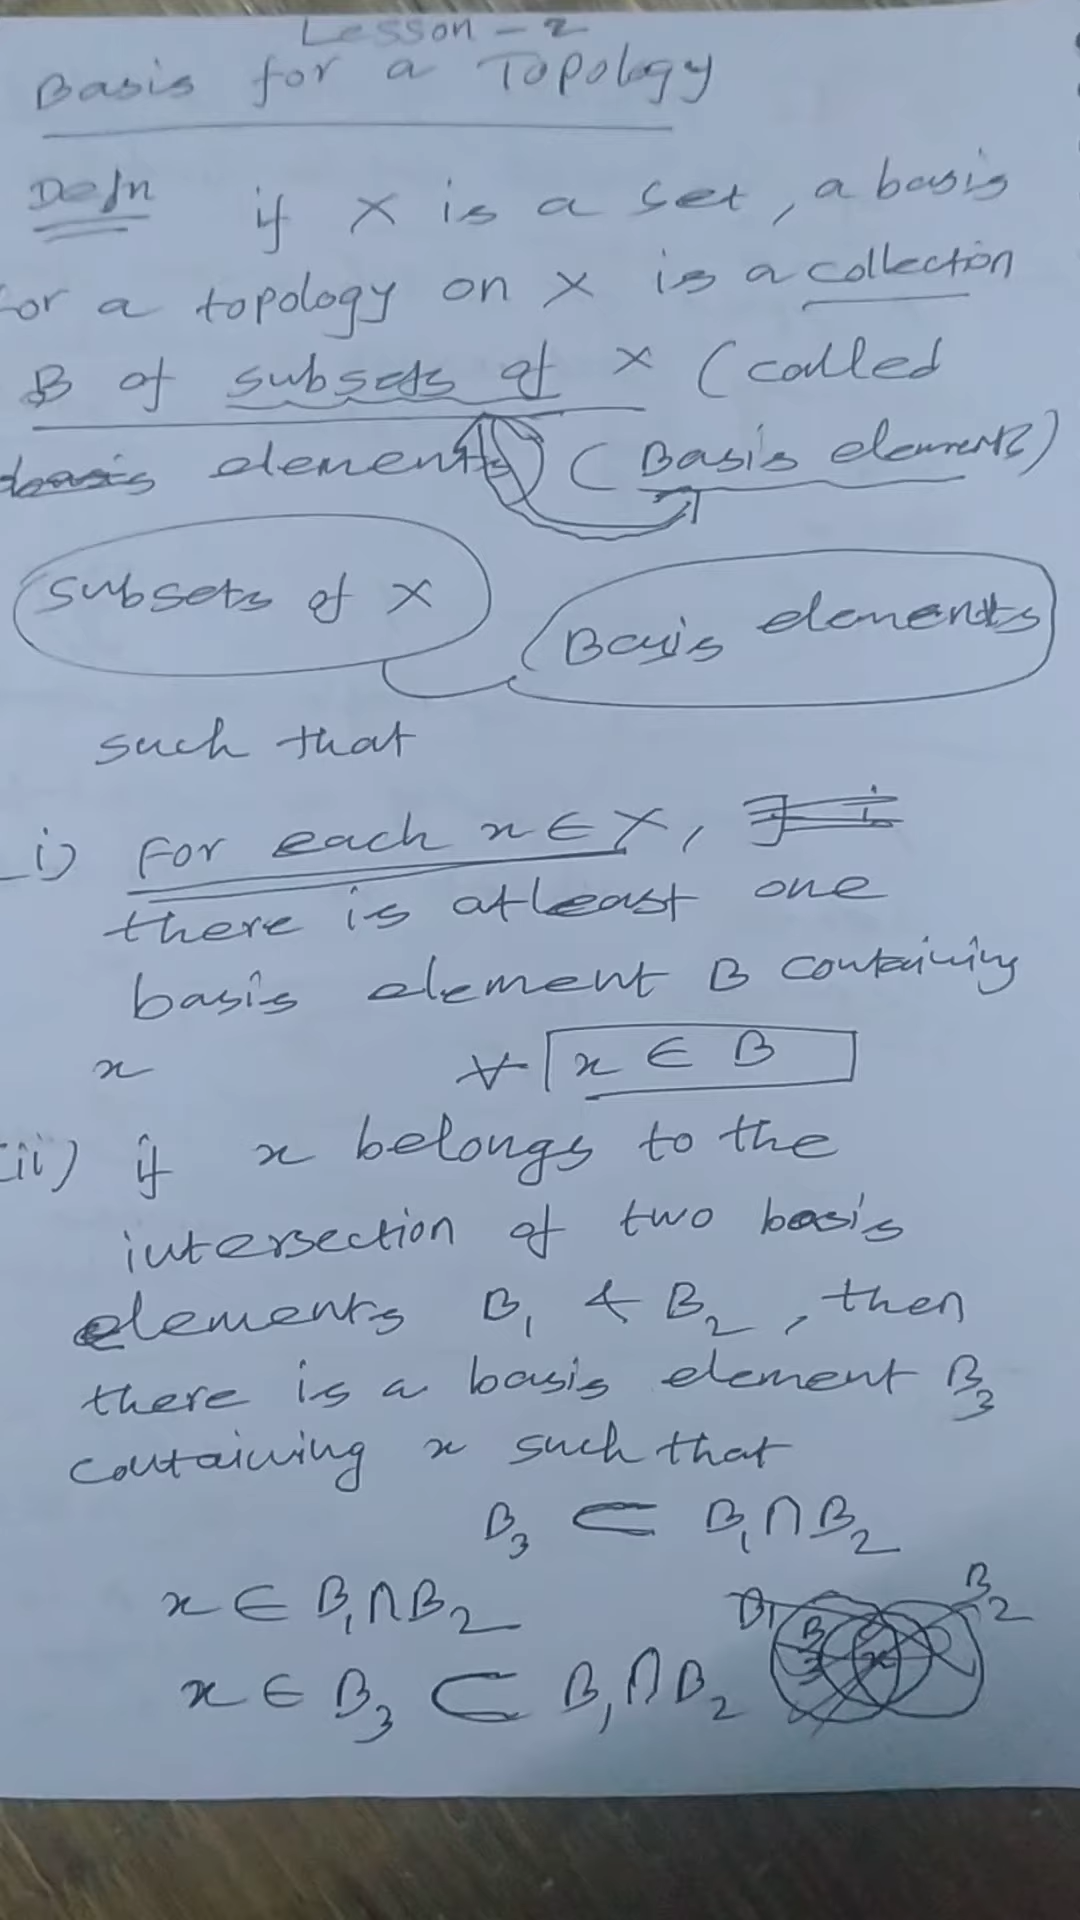 Lesson - 2
Basis for a Topology
Defn if X is a set, a basis
for a topology on X is a collection
B of subsets of X (called
basis elements) (Basis elements)
subsets of X
Basis elements
such that
i) For each x ∈ X,
there is atleast one
basis element B containing
x ∀ x ∈ B
ii) if x belongs to the
intersection of two basis
elements B₁ & B₂, then
there is a basis element B₃
containing x such that
B₃ ⊂ B₁∩B₂
x ∈ B₁∩B₂
x ∈ B₃ ⊂ B₁∩B₂
B₁ B₃ x B₂